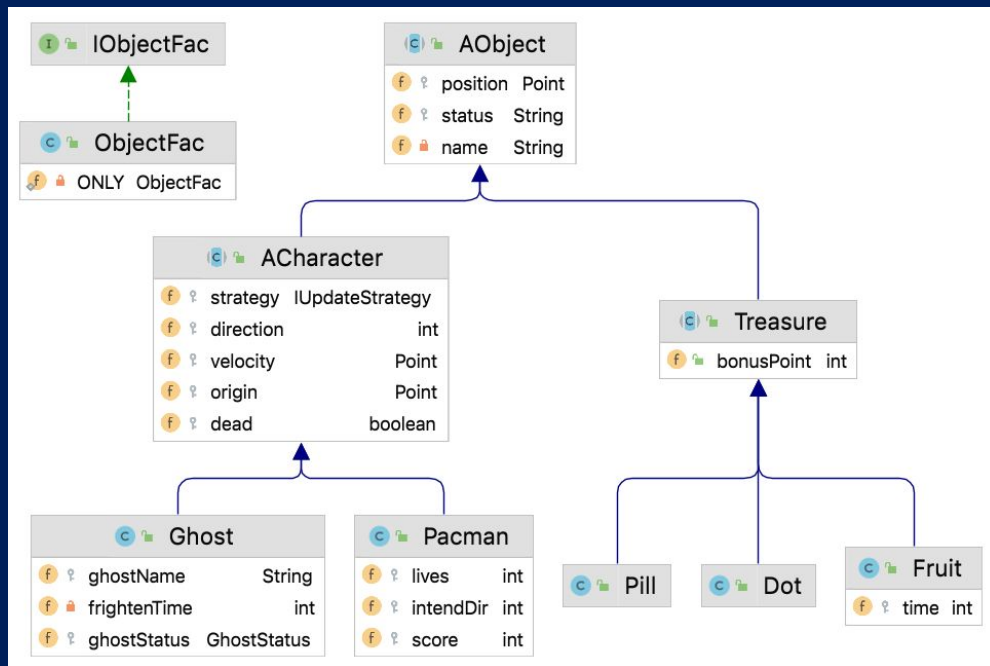 IObjectFac
ObjectFac
ONLY ObjectFac
AObject
position Point
status String
name String
ACharacter
strategy IUpdateStrategy
direction int
velocity Point
origin Point
dead boolean
Treasure
bonusPoint int
Ghost
ghostName String
frightenTime int
ghostStatus GhostStatus
Pacman
lives int
intendDir int
score int
Pill
Dot
Fruit
time int